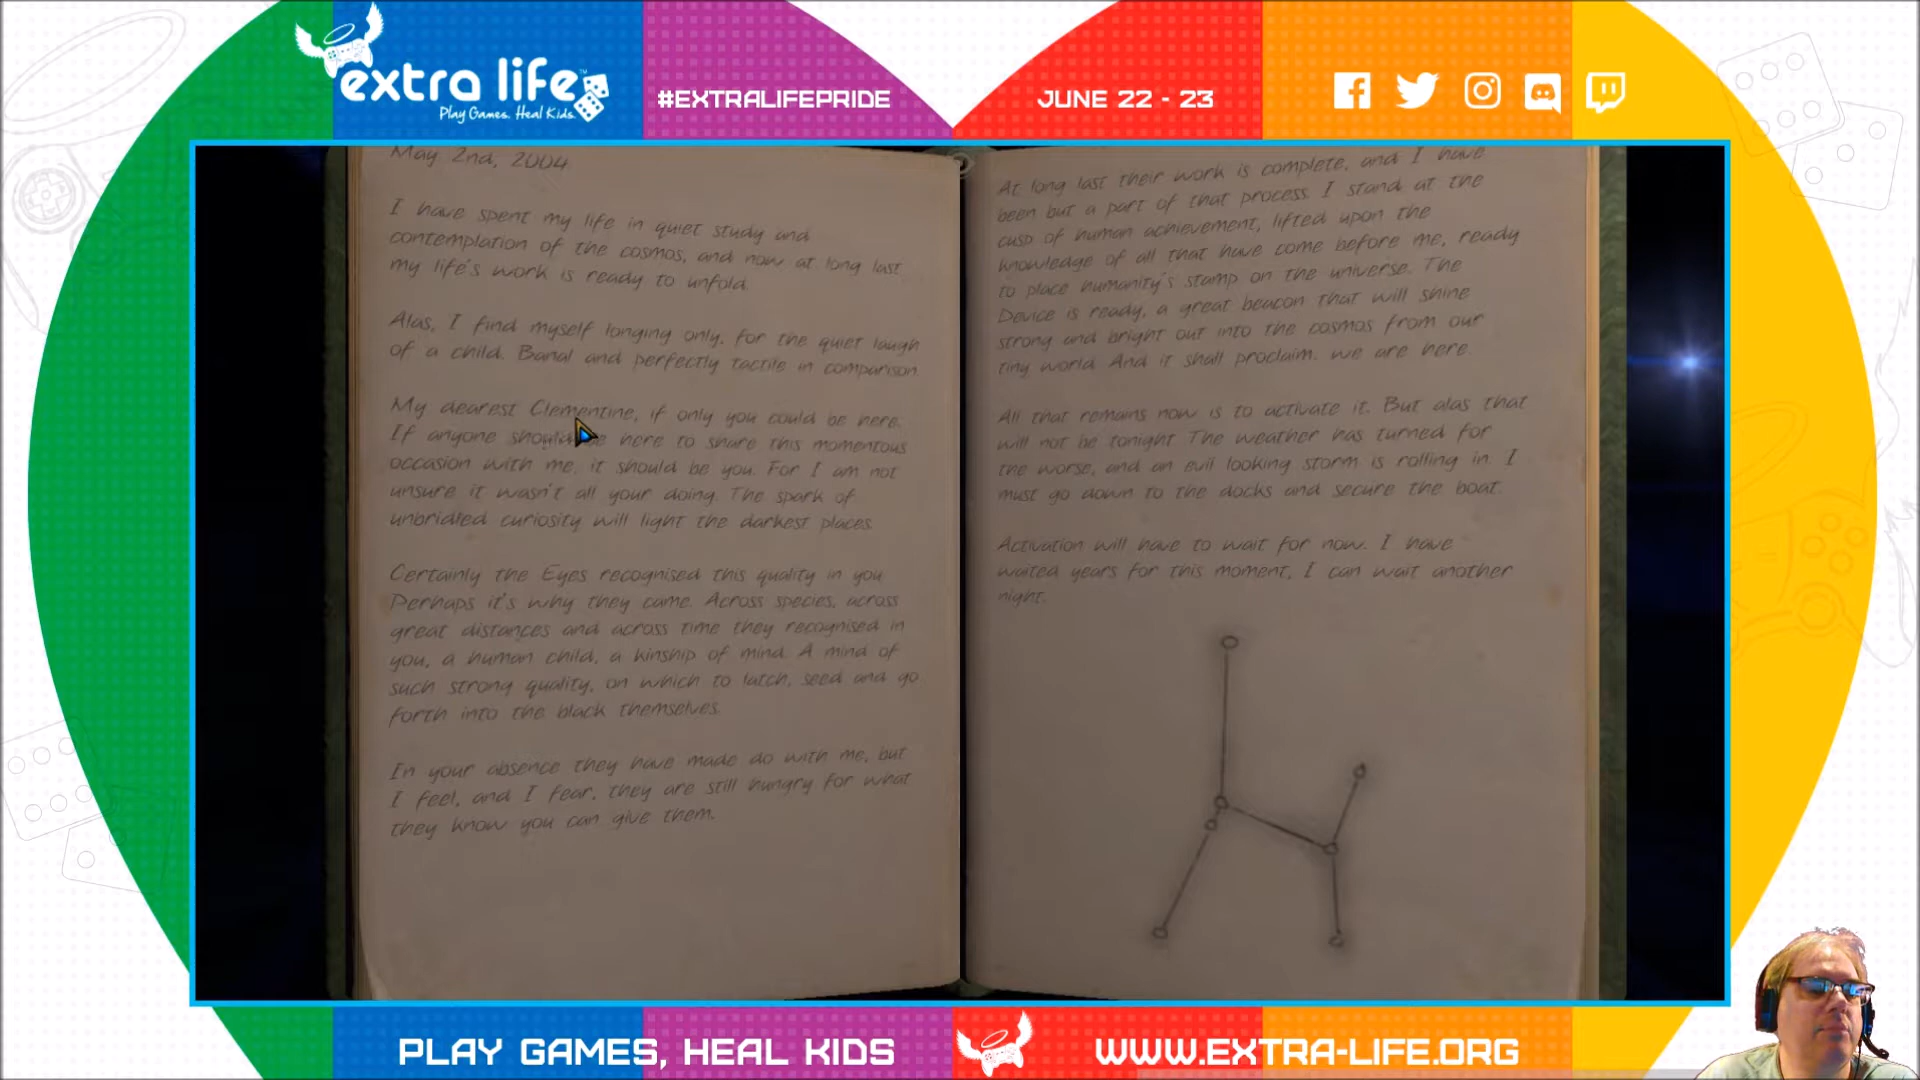 extra life™
Play Games. Heal Kids.
#EXTRALIFEPRIDE
JUNE 22 - 23
May 2nd, 2004
I have spent my life in quiet study and
contemplation of the cosmos, and now at long last
my life's work is ready to unfold.
Alas, I find myself longing only, for the quiet laugh
of a child. Banal and perfectly tactile in comparison.
My dearest Clementine, if only you could be here.
If anyone should be here to share this momentous
occasion with me, it should be you. For I am not
unsure it wasn't all your doing. The spark of
unbridled curiosity will light the darkest places.
Certainly the Eyes recognised this quality in you
Perhaps it's why they came. Across species, across
great distances and across time they recognised in
you, a human child, a kinship of mind. A mind of
such strong quality, on which to latch, seed and go
forth into the black themselves.
In your absence they have made do with me, but
I feel, and I fear, they are still hungry for what
they know you can give them.
At long last their work is complete, and I have
been but a part of that process. I stand at the
cusp of human achievement, lifted upon the
knowledge of all that have come before me, ready
to place humanity's stamp on the universe. The
Device is ready, a great beacon that will shine
strong and bright out into the cosmos from our
tiny world. And it shall proclaim, we are here.
All that remains now is to activate it. But alas that
will not be tonight. The weather has turned for
the worse, and an evil looking storm is rolling in. I
must go down to the docks and secure the boat.
Activation will have to wait for now. I have
waited years for this moment, I can wait another
night.
PLAY GAMES, HEAL KIDS
WWW.EXTRA-LIFE.ORG